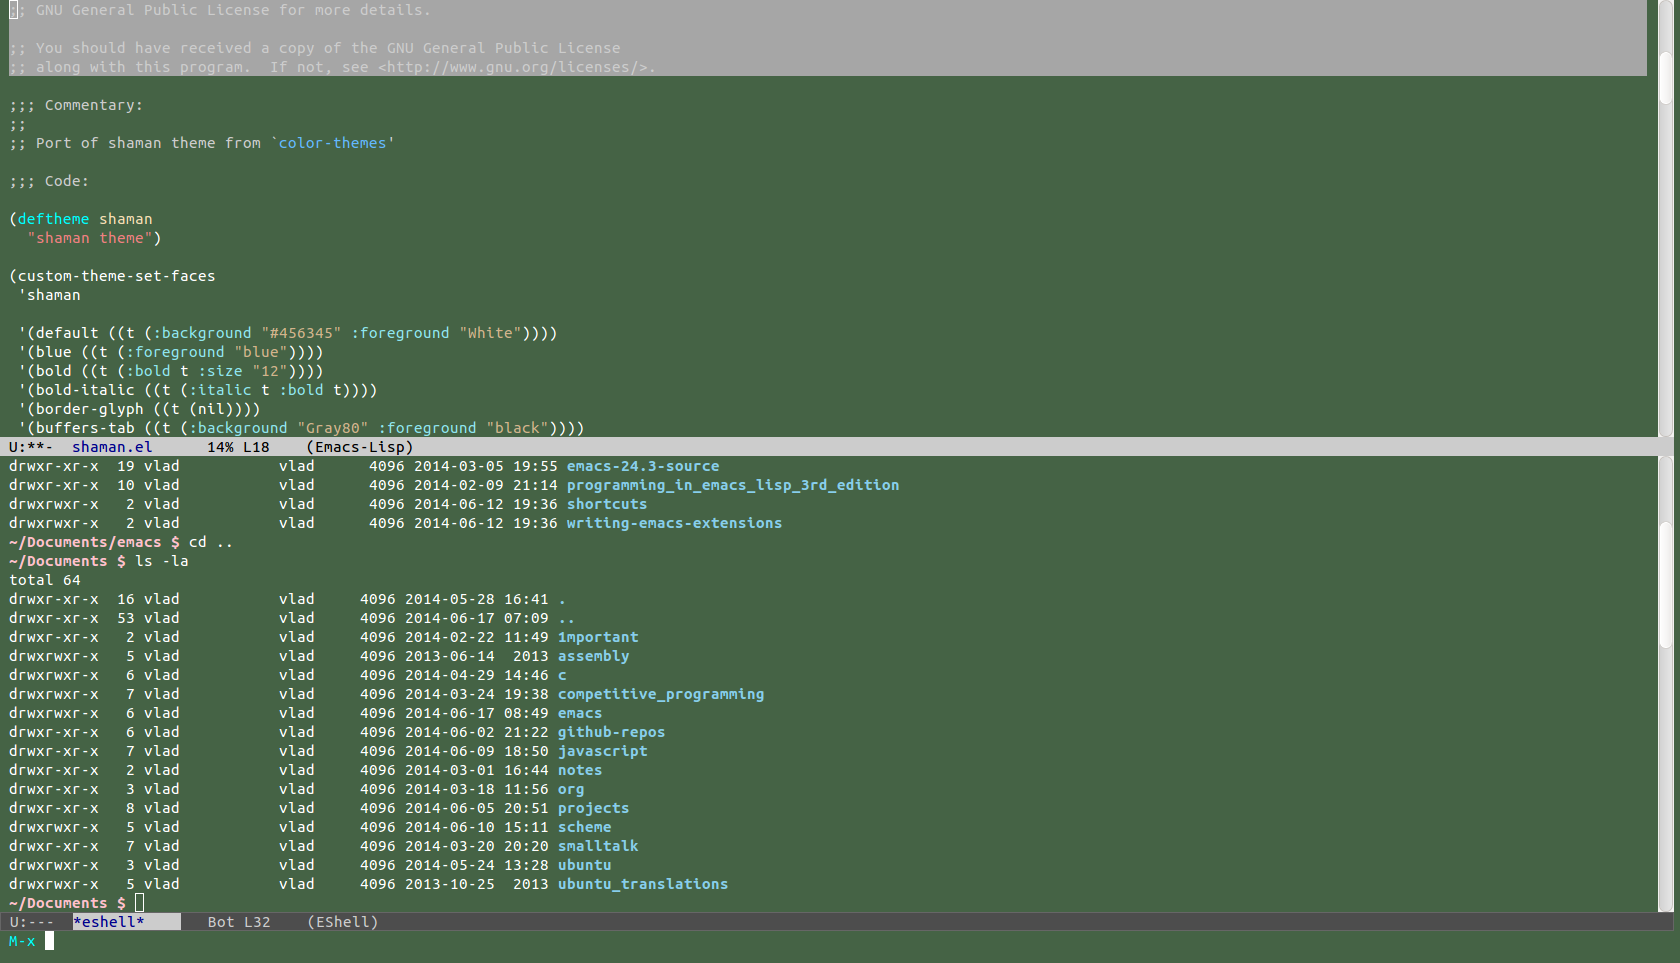 ;; GNU General Public License for more details.
;; You should have received a copy of the GNU General Public License
;; along with this program.  If not, see <http://www.gnu.org/licenses/>.
;;; Commentary:
;;
;; Port of shaman theme from `color-themes'
;;; Code:
(deftheme shaman
  "shaman theme")
(custom-theme-set-faces
 'shaman
 '(default ((t (:background "#456345" :foreground "White"))))
 '(blue ((t (:foreground "blue"))))
 '(bold ((t (:bold t :size "12"))))
 '(bold-italic ((t (:italic t :bold t))))
 '(border-glyph ((t (nil))))
 '(buffers-tab ((t (:background "Gray80" :foreground "black"))))
U:**-  shaman.el      14% L18    (Emacs-Lisp)
drwxr-xr-x  19 vlad           vlad      4096 2014-03-05 19:55 emacs-24.3-source
drwxr-xr-x  10 vlad           vlad      4096 2014-02-09 21:14 programming_in_emacs_lisp_3rd_edition
drwxrwxr-x   2 vlad           vlad      4096 2014-06-12 19:36 shortcuts
drwxrwxr-x   2 vlad           vlad      4096 2014-06-12 19:36 writing-emacs-extensions
~/Documents/emacs $ cd ..
~/Documents $ ls -la
total 64
drwxr-xr-x  16 vlad           vlad     4096 2014-05-28 16:41 .
drwxr-xr-x  53 vlad           vlad     4096 2014-06-17 07:09 ..
drwxrwxr-x   2 vlad           vlad     4096 2014-02-22 11:49 1mportant
drwxrwxr-x   5 vlad           vlad     4096 2013-06-14  2013 assembly
drwxrwxr-x   6 vlad           vlad     4096 2014-04-29 14:46 c
drwxr-xr-x   7 vlad           vlad     4096 2014-03-24 19:38 competitive_programming
drwxrwxr-x   6 vlad           vlad     4096 2014-06-17 08:49 emacs
drwxrwxr-x   6 vlad           vlad     4096 2014-06-02 21:22 github-repos
drwxrwxr-x   7 vlad           vlad     4096 2014-06-09 18:50 javascript
drwxr-xr-x   2 vlad           vlad     4096 2014-03-01 16:44 notes
drwxr-xr-x   3 vlad           vlad     4096 2014-03-18 11:56 org
drwxr-xr-x   8 vlad           vlad     4096 2014-06-05 20:51 projects
drwxrwxr-x   5 vlad           vlad     4096 2014-06-10 15:11 scheme
drwxr-xr-x   7 vlad           vlad     4096 2014-03-20 20:20 smalltalk
drwxrwxr-x   3 vlad           vlad     4096 2014-05-24 13:28 ubuntu
drwxrwxr-x   5 vlad           vlad     4096 2013-10-25  2013 ubuntu_translations
~/Documents $
U:---  *eshell*       Bot L32    (EShell)
M-x